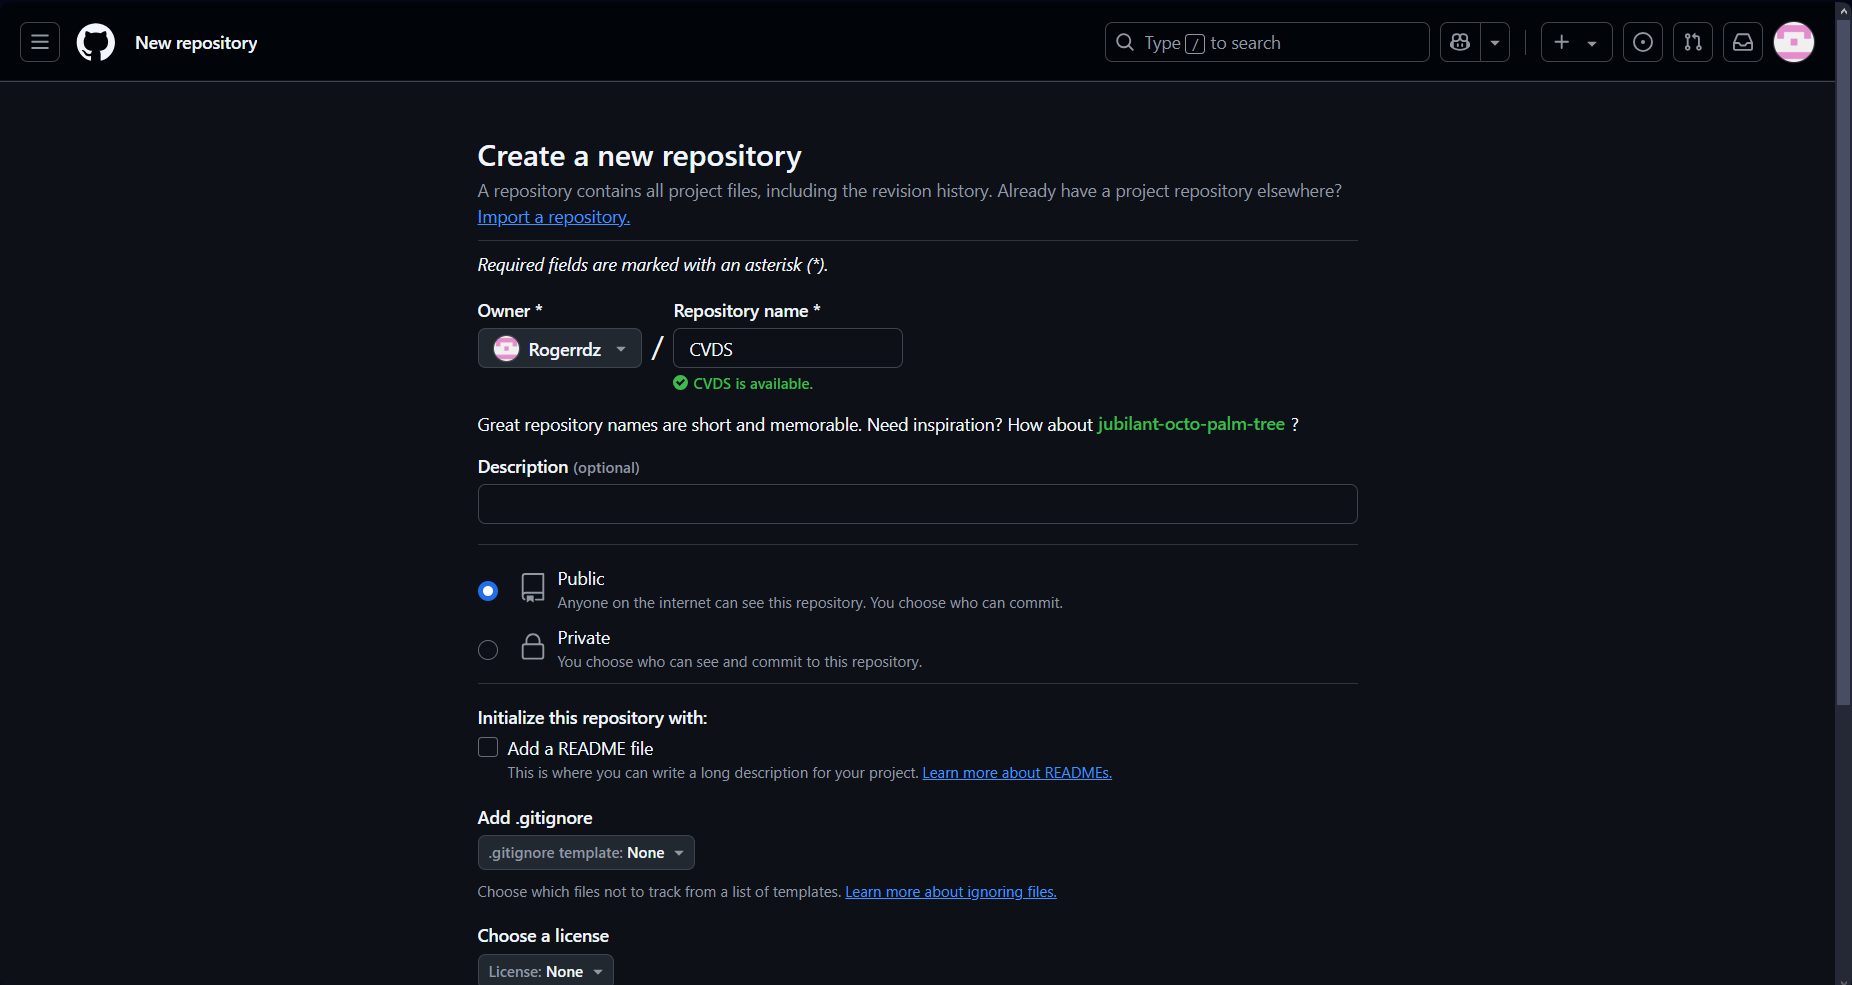 New repository
Type / to search
Create a new repository
A repository contains all project files, including the revision history. Already have a project repository elsewhere?
Import a repository.
Required fields are marked with an asterisk (*).
Owner * Repository name *
Rogerrdz / CVDS
CVDS is available.
Great repository names are short and memorable. Need inspiration? How about jubilant-octo-palm-tree ?
Description (optional)
Public
Anyone on the internet can see this repository. You choose who can commit.
Private
You choose who can see and commit to this repository.
Initialize this repository with:
Add a README file
This is where you can write a long description for your project. Learn more about READMEs.
Add .gitignore
.gitignore template: None
Choose which files not to track from a list of templates. Learn more about ignoring files.
Choose a license
License: None